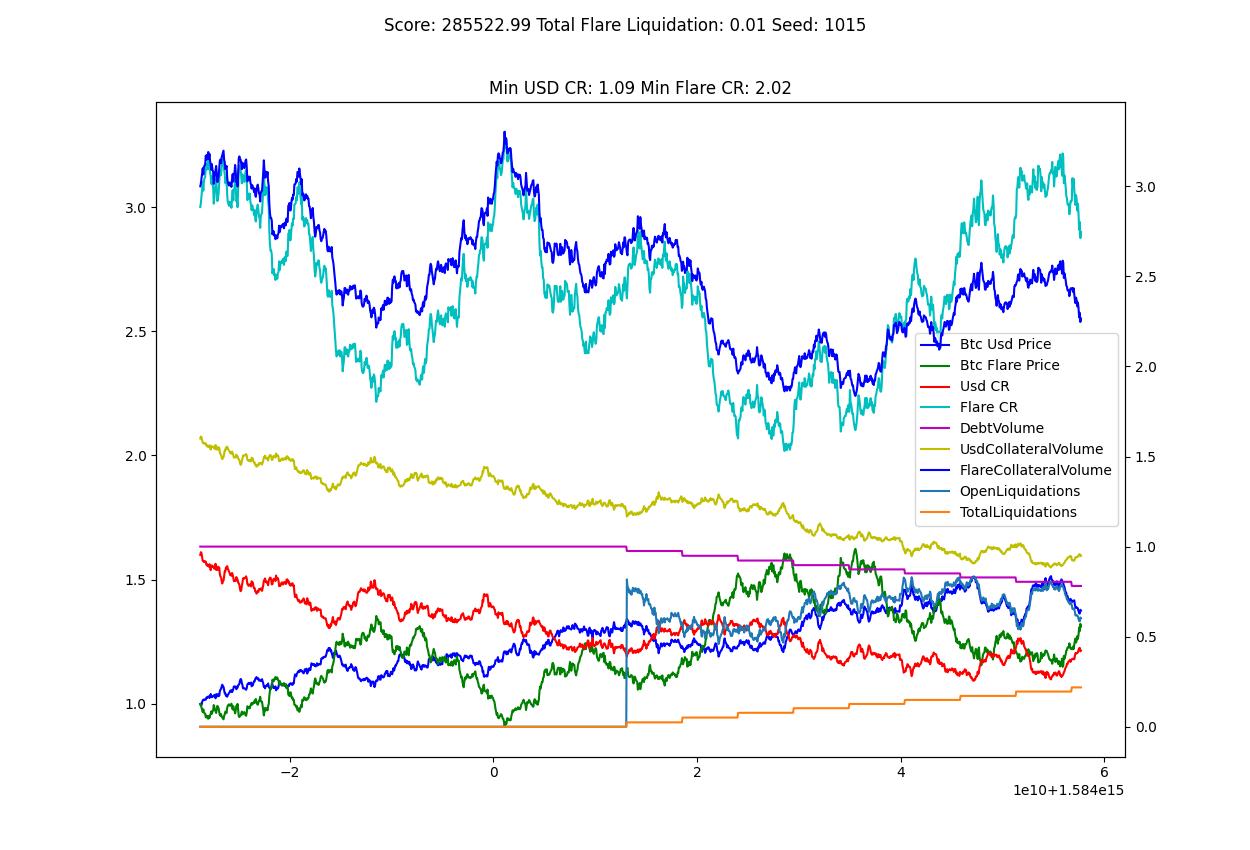 Score: 285522.99 Total Flare Liquidation: 0.01 Seed: 1015
Min USD CR: 1.09 Min Flare CR: 2.02
3.0
2.5
2.0
1.5
1.0
3.0
2.5
2.0
1.5
1.0
0.5
0.0
Btc Usd Price
Btc Flare Price
Usd CR
Flare CR
DebtVolume
UsdCollateralVolume
FlareCollateralVolume
OpenLiquidations
TotalLiquidations
−2 0 2 4 6
1e10+1.584e15